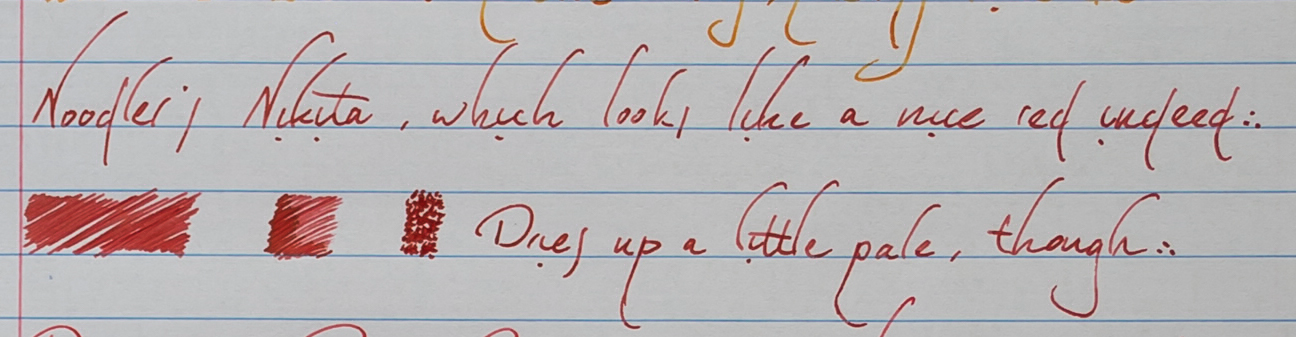 Noodler's Nikita, which looks like a nice red indeed:.
Dries up a little pale, though:.